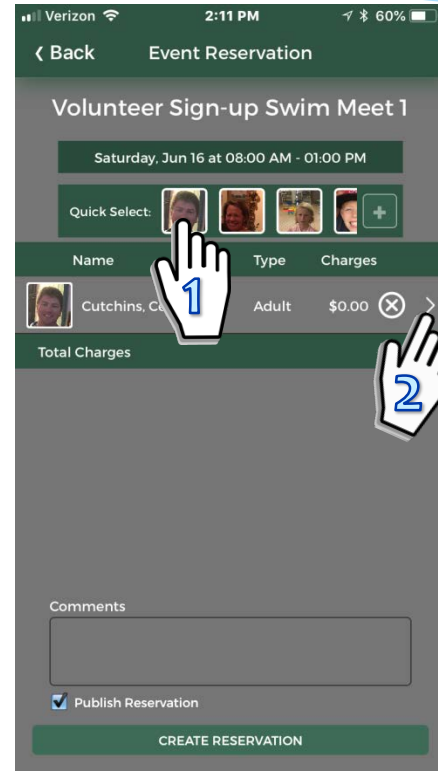 Verizon 2:11 PM 60%
Back Event Reservation
Volunteer Sign-up Swim Meet 1
Saturday, Jun 16 at 08:00 AM - 01:00 PM
Quick Select: +
Name Type Charges
Cutchins, Adult $0.00
1
Total Charges
2
Comments
Publish Reservation
CREATE RESERVATION